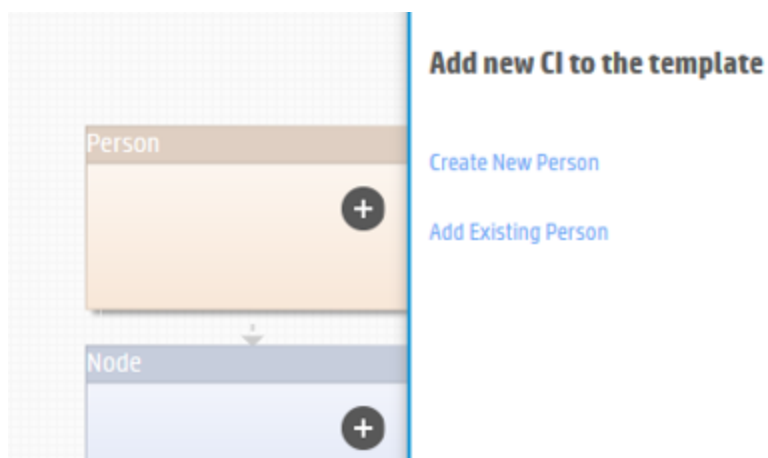 Add new CI to the template
Person
Create New Person
Add Existing Person
Node